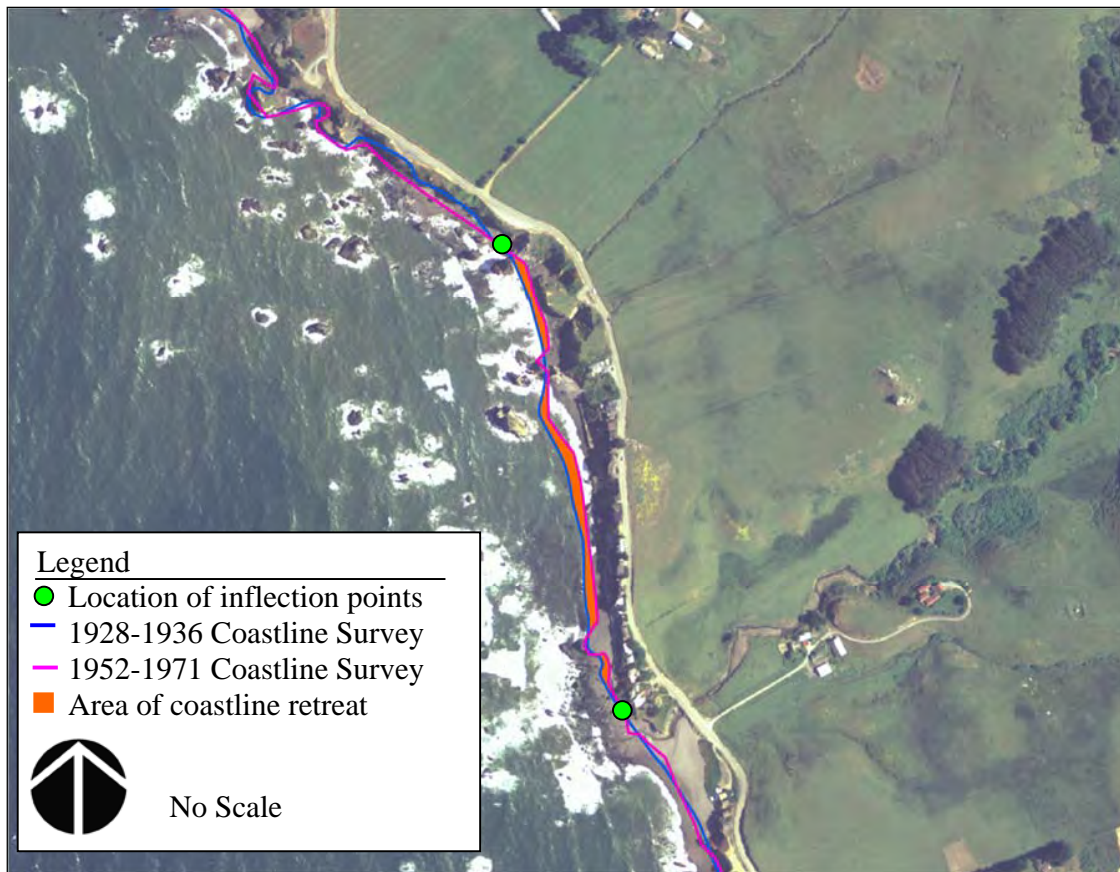 Legend
Location of inflection points
1928-1936 Coastline Survey
1952-1971 Coastline Survey
Area of coastline retreat
No Scale